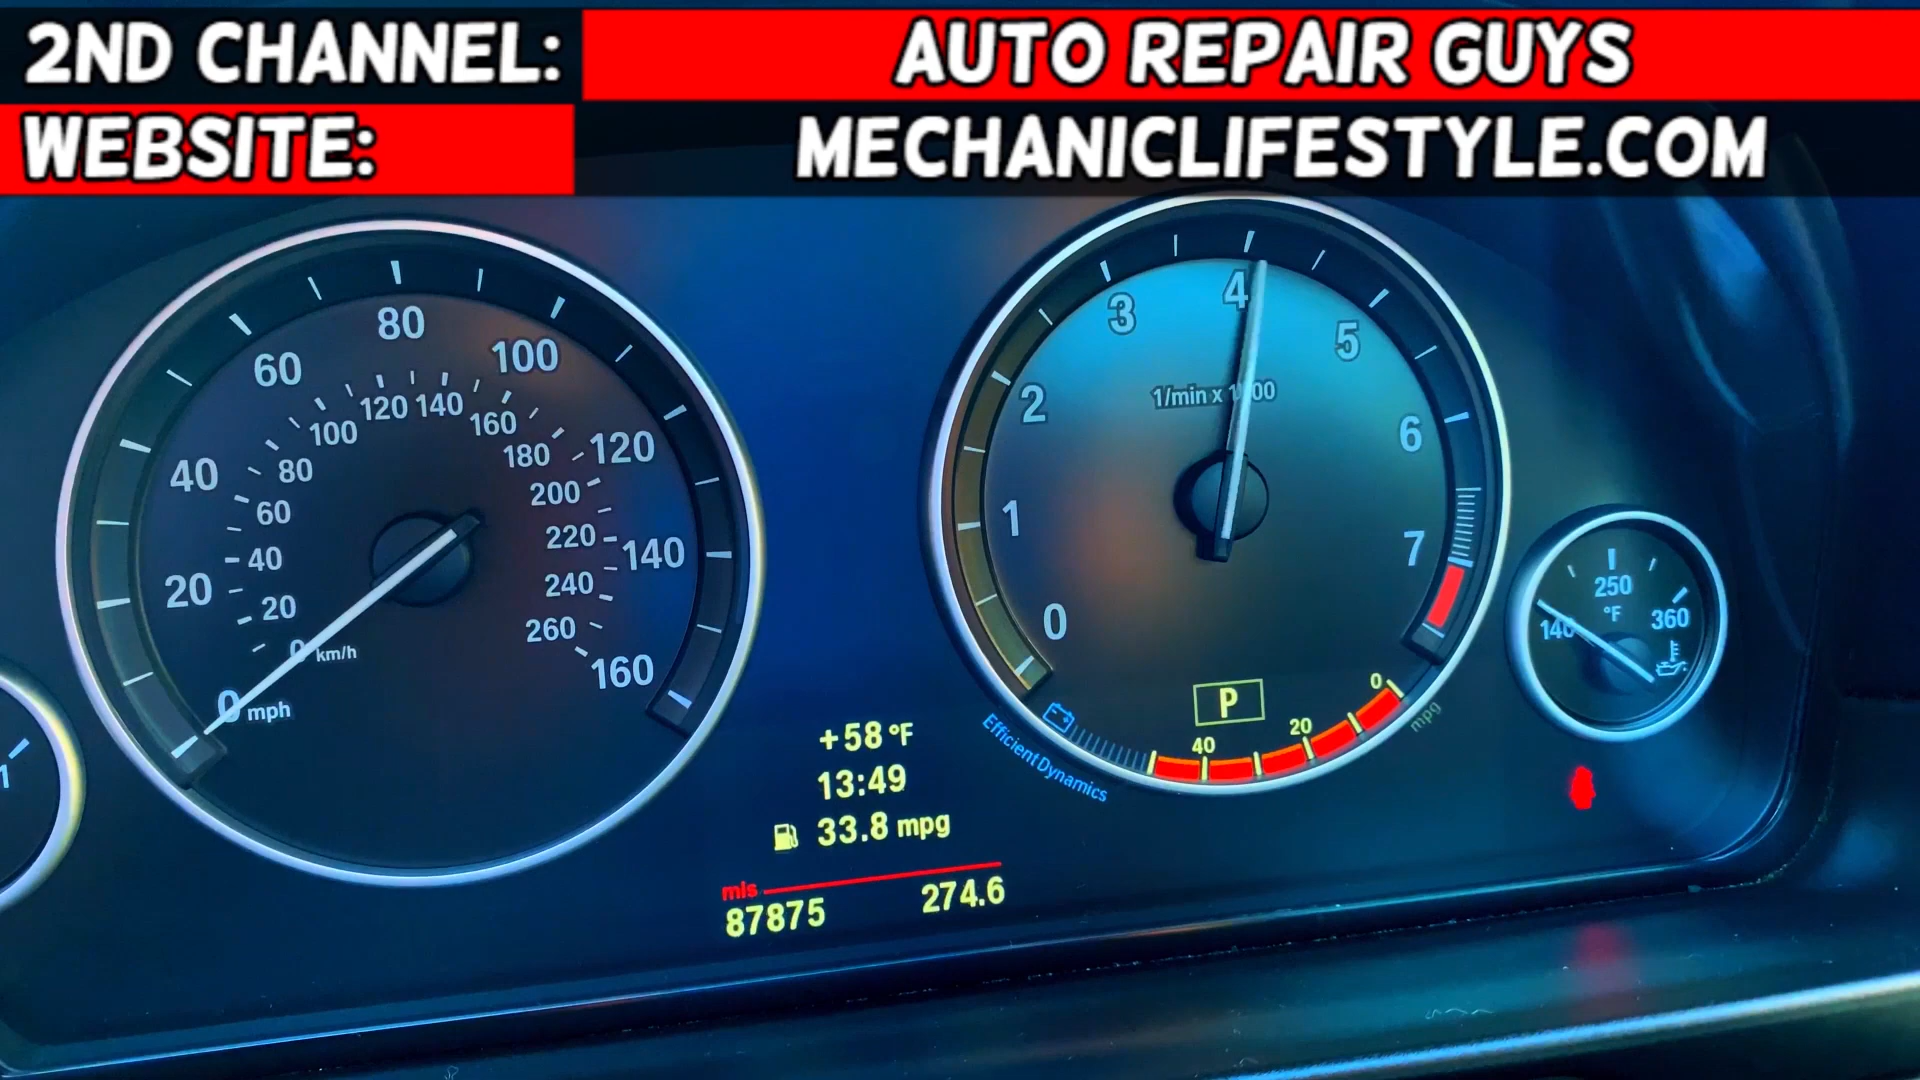 2ND CHANNEL: AUTO REPAIR GUYS
WEBSITE: MECHANICLIFESTYLE.COM
0 20 40 60 80 100 120 140 160
mph
0 20 40 60 80 100 120 140 160 180 200 220 240 260
km/h
0 1 2 3 4 5 6 7
1/min x
P
40 20 0
mpg
EfficientDynamics
140 250 360
°F
1
+58 °F
13:49
33.8 mpg
mls
87875 274.6